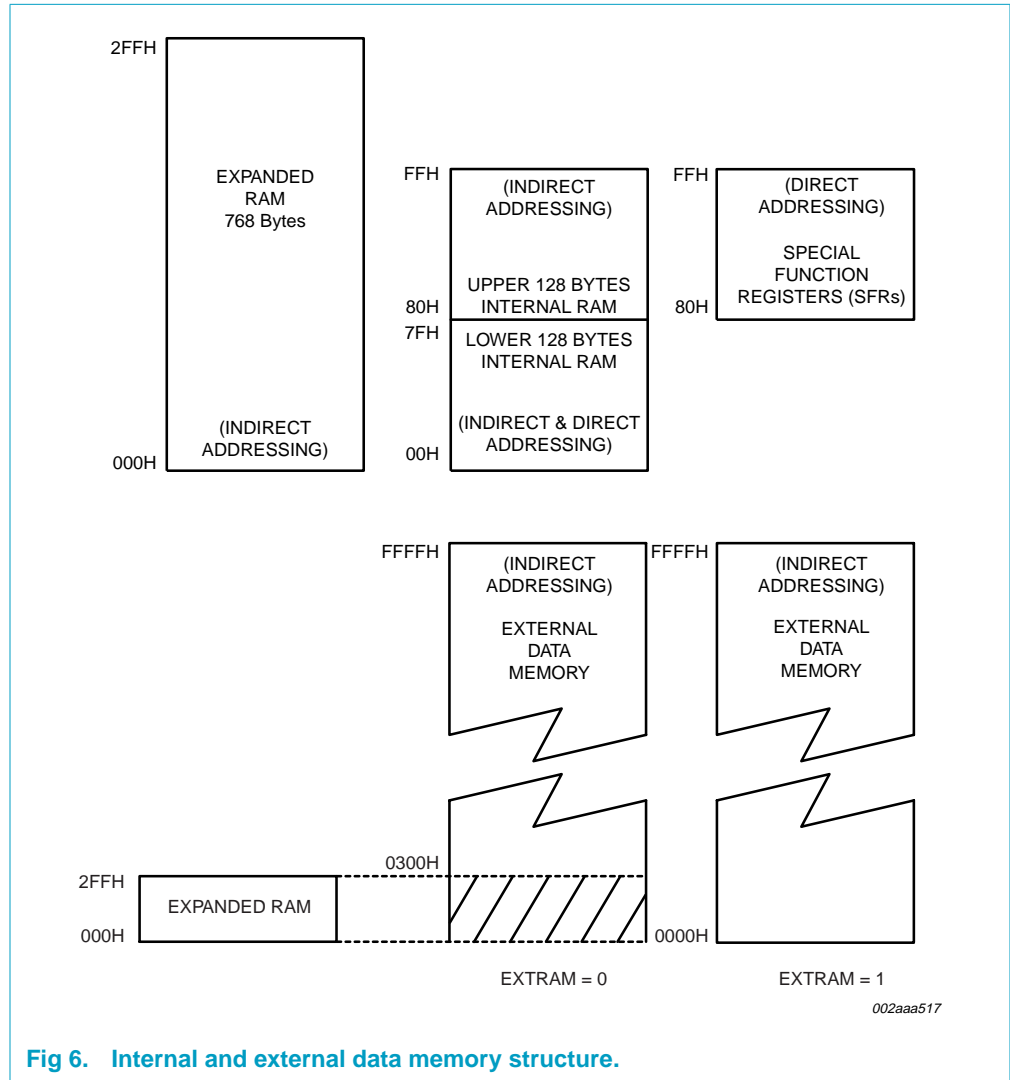 2FFH
EXPANDED
RAM
768 Bytes
(INDIRECT
ADDRESSING)
000H
FFH
(INDIRECT
ADDRESSING)
UPPER 128 BYTES
INTERNAL RAM
80H
7FH
LOWER 128 BYTES
INTERNAL RAM
(INDIRECT & DIRECT
ADDRESSING)
00H
FFH
(DIRECT
ADDRESSING)
SPECIAL
FUNCTION
REGISTERS (SFRs)
80H
FFFFH
(INDIRECT
ADDRESSING)
EXTERNAL
DATA
MEMORY
FFFFH
(INDIRECT
ADDRESSING)
EXTERNAL
DATA
MEMORY
0300H
2FFH
EXPANDED RAM
000H
0000H
EXTRAM = 0
EXTRAM = 1
002aaa517
Fig 6. Internal and external data memory structure.